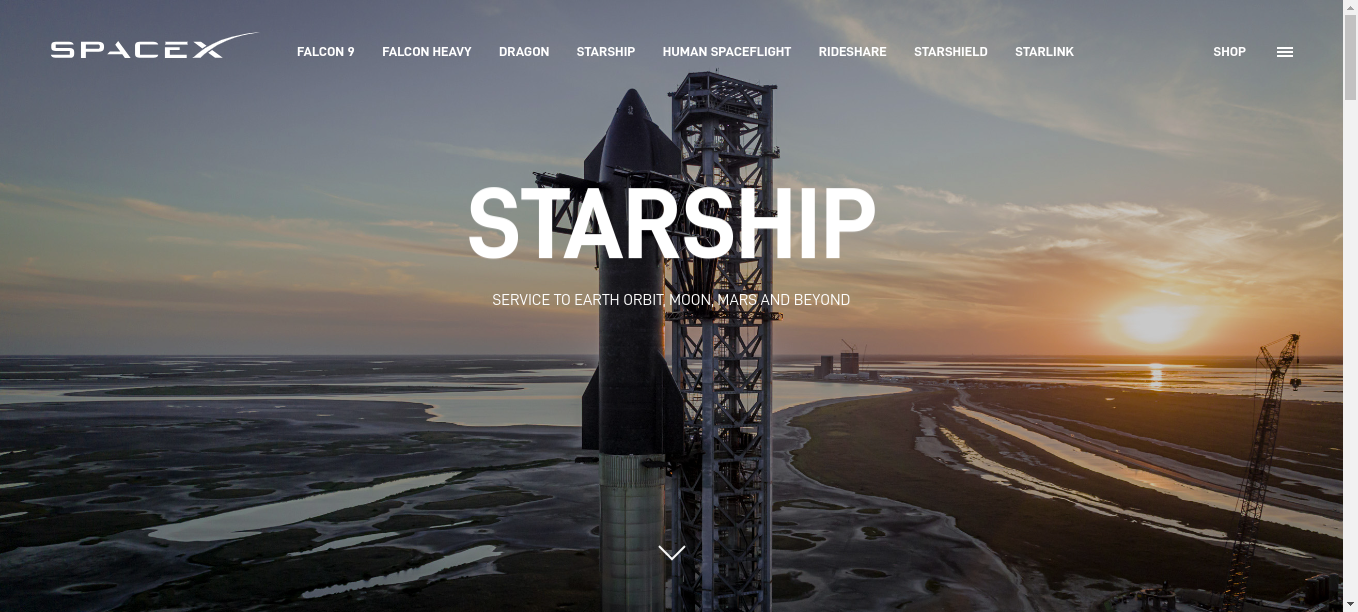 SPACEX
FALCON 9
FALCON HEAVY
DRAGON
STARSHIP
HUMAN SPACEFLIGHT
RIDESHARE
STARSHIELD
STARLINK
SHOP
STARSHIP
SERVICE TO EARTH ORBIT, MOON, MARS AND BEYOND